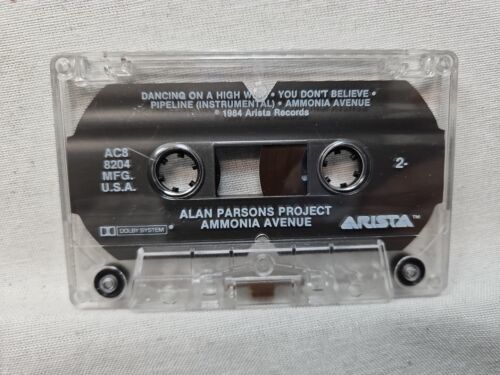 DANCING ON A HIGH WIRE • YOU DON'T BELIEVE •
PIPELINE (INSTRUMENTAL) • AMMONIA AVENUE
℗ 1984 Arista Records
AC8
8204
MFG.
U.S.A.
2-
ALAN PARSONS PROJECT
AMMONIA AVENUE
DOLBY SYSTEM
ARISTA™